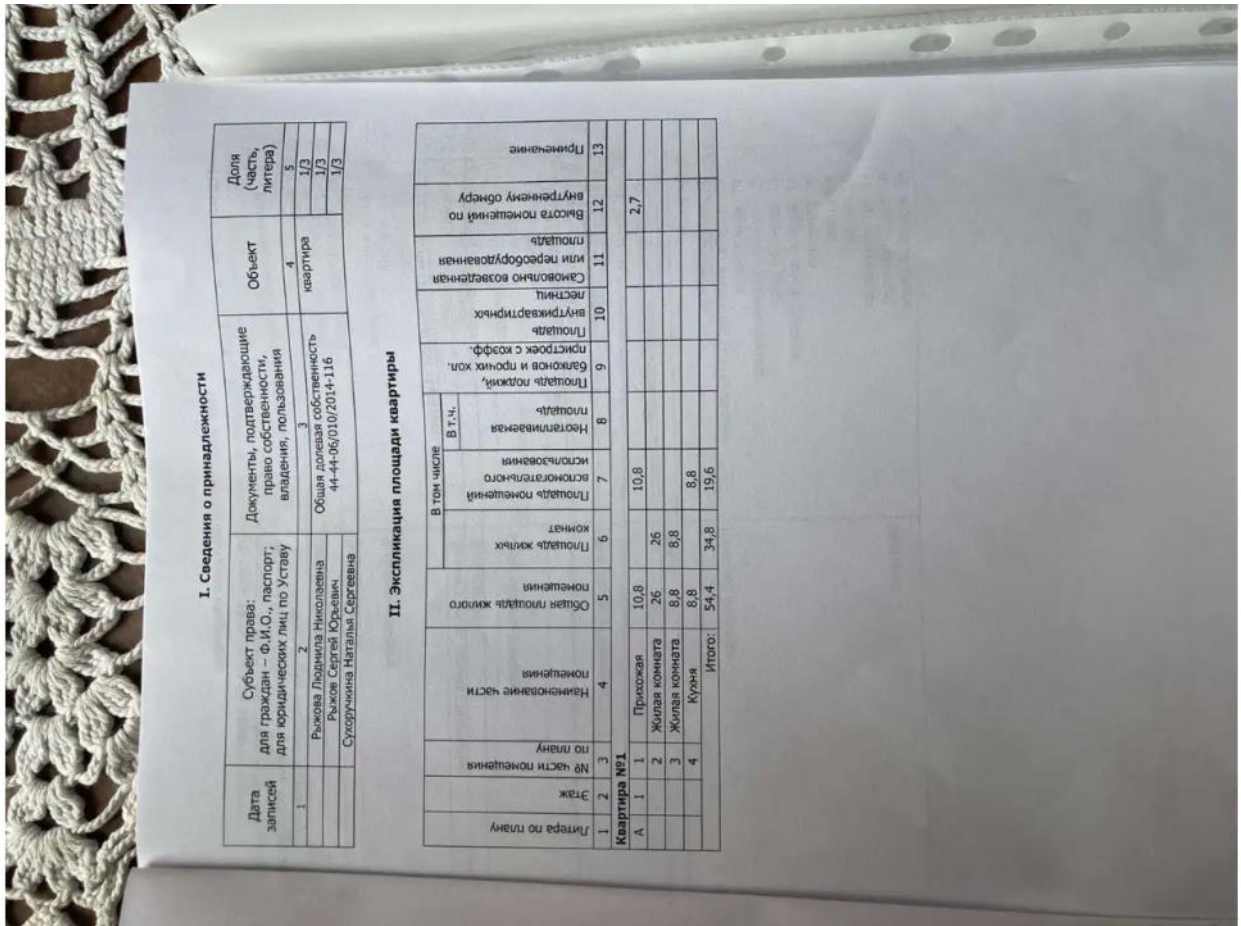 I. Сведения о принадлежности
Дата записей | Субъект права: для граждан – Ф.И.О., паспорт; для юридических лиц по Уставу | Документы, подтверждающие право собственности, владения, пользования | Объект | Доля (часть, литера)
1 | 2 | 3 | 4 | 5
Рыжова Людмила Николаевна | Общая долевая собственность | квартира | 1/3
Рыжов Сергей Юрьевич | 44-44-06/010/2014-116 | 1/3
Сухоручкина Наталья Сергеевна | 1/3
II. Экспликация площади квартиры
Литера по плану | Этаж | № части помещения по плану | Наименование части помещения | Общая площадь жилого помещения | В том числе | Площадь жилых комнат | Площадь помещений вспомогательного использования | В т.ч. | Неотапливаемая площадь | Площадь лоджий, балконов и прочих хол. пристроек с коэфф. | Площадь внутриквартирных лестниц | Самовольно возведенная или переоборудованная площадь | Высота помещений по внутреннему обмеру | Примечание
1 | 2 | 3 | 4 | 5 | 6 | 7 | 8 | 9 | 10 | 11 | 12 | 13
Квартира №1
А | 1 | 1 | Прихожая | 10,8 | 10,8 | 2,7
2 | Жилая комната | 26 | 26
3 | Жилая комната | 8,8 | 8,8
4 | Кухня | 8,8 | 8,8
Итого: | 54,4 | 34,8 | 19,6